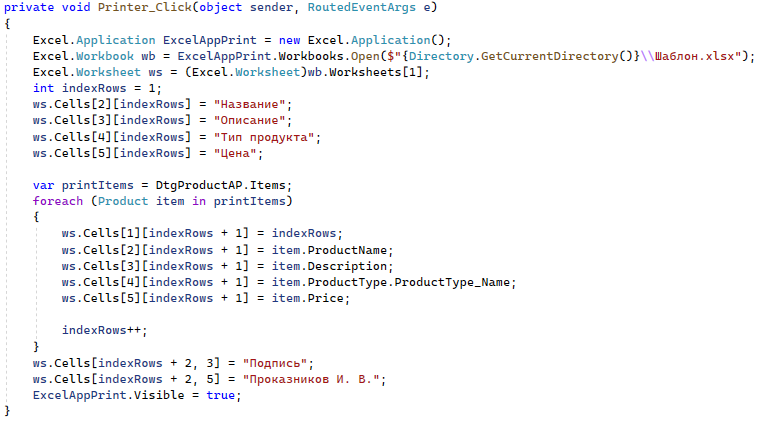 private void Printer_Click(object sender, RoutedEventArgs e)
{
    Excel.Application ExcelAppPrint = new Excel.Application();
    Excel.Workbook wb = ExcelAppPrint.Workbooks.Open($"{Directory.GetCurrentDirectory()}\\Шаблон.xlsx");
    Excel.Worksheet ws = (Excel.Worksheet)wb.Worksheets[1];
    int indexRows = 1;
    ws.Cells[2][indexRows] = "Название";
    ws.Cells[3][indexRows] = "Описание";
    ws.Cells[4][indexRows] = "Тип продукта";
    ws.Cells[5][indexRows] = "Цена";

    var printItems = DtgProductAP.Items;
    foreach (Product item in printItems)
    {
        ws.Cells[1][indexRows + 1] = indexRows;
        ws.Cells[2][indexRows + 1] = item.ProductName;
        ws.Cells[3][indexRows + 1] = item.Description;
        ws.Cells[4][indexRows + 1] = item.ProductType.ProductType_Name;
        ws.Cells[5][indexRows + 1] = item.Price;

        indexRows++;
    }
    ws.Cells[indexRows + 2, 3] = "Подпись";
    ws.Cells[indexRows + 2, 5] = "Проказников И. В.";
    ExcelAppPrint.Visible = true;
}